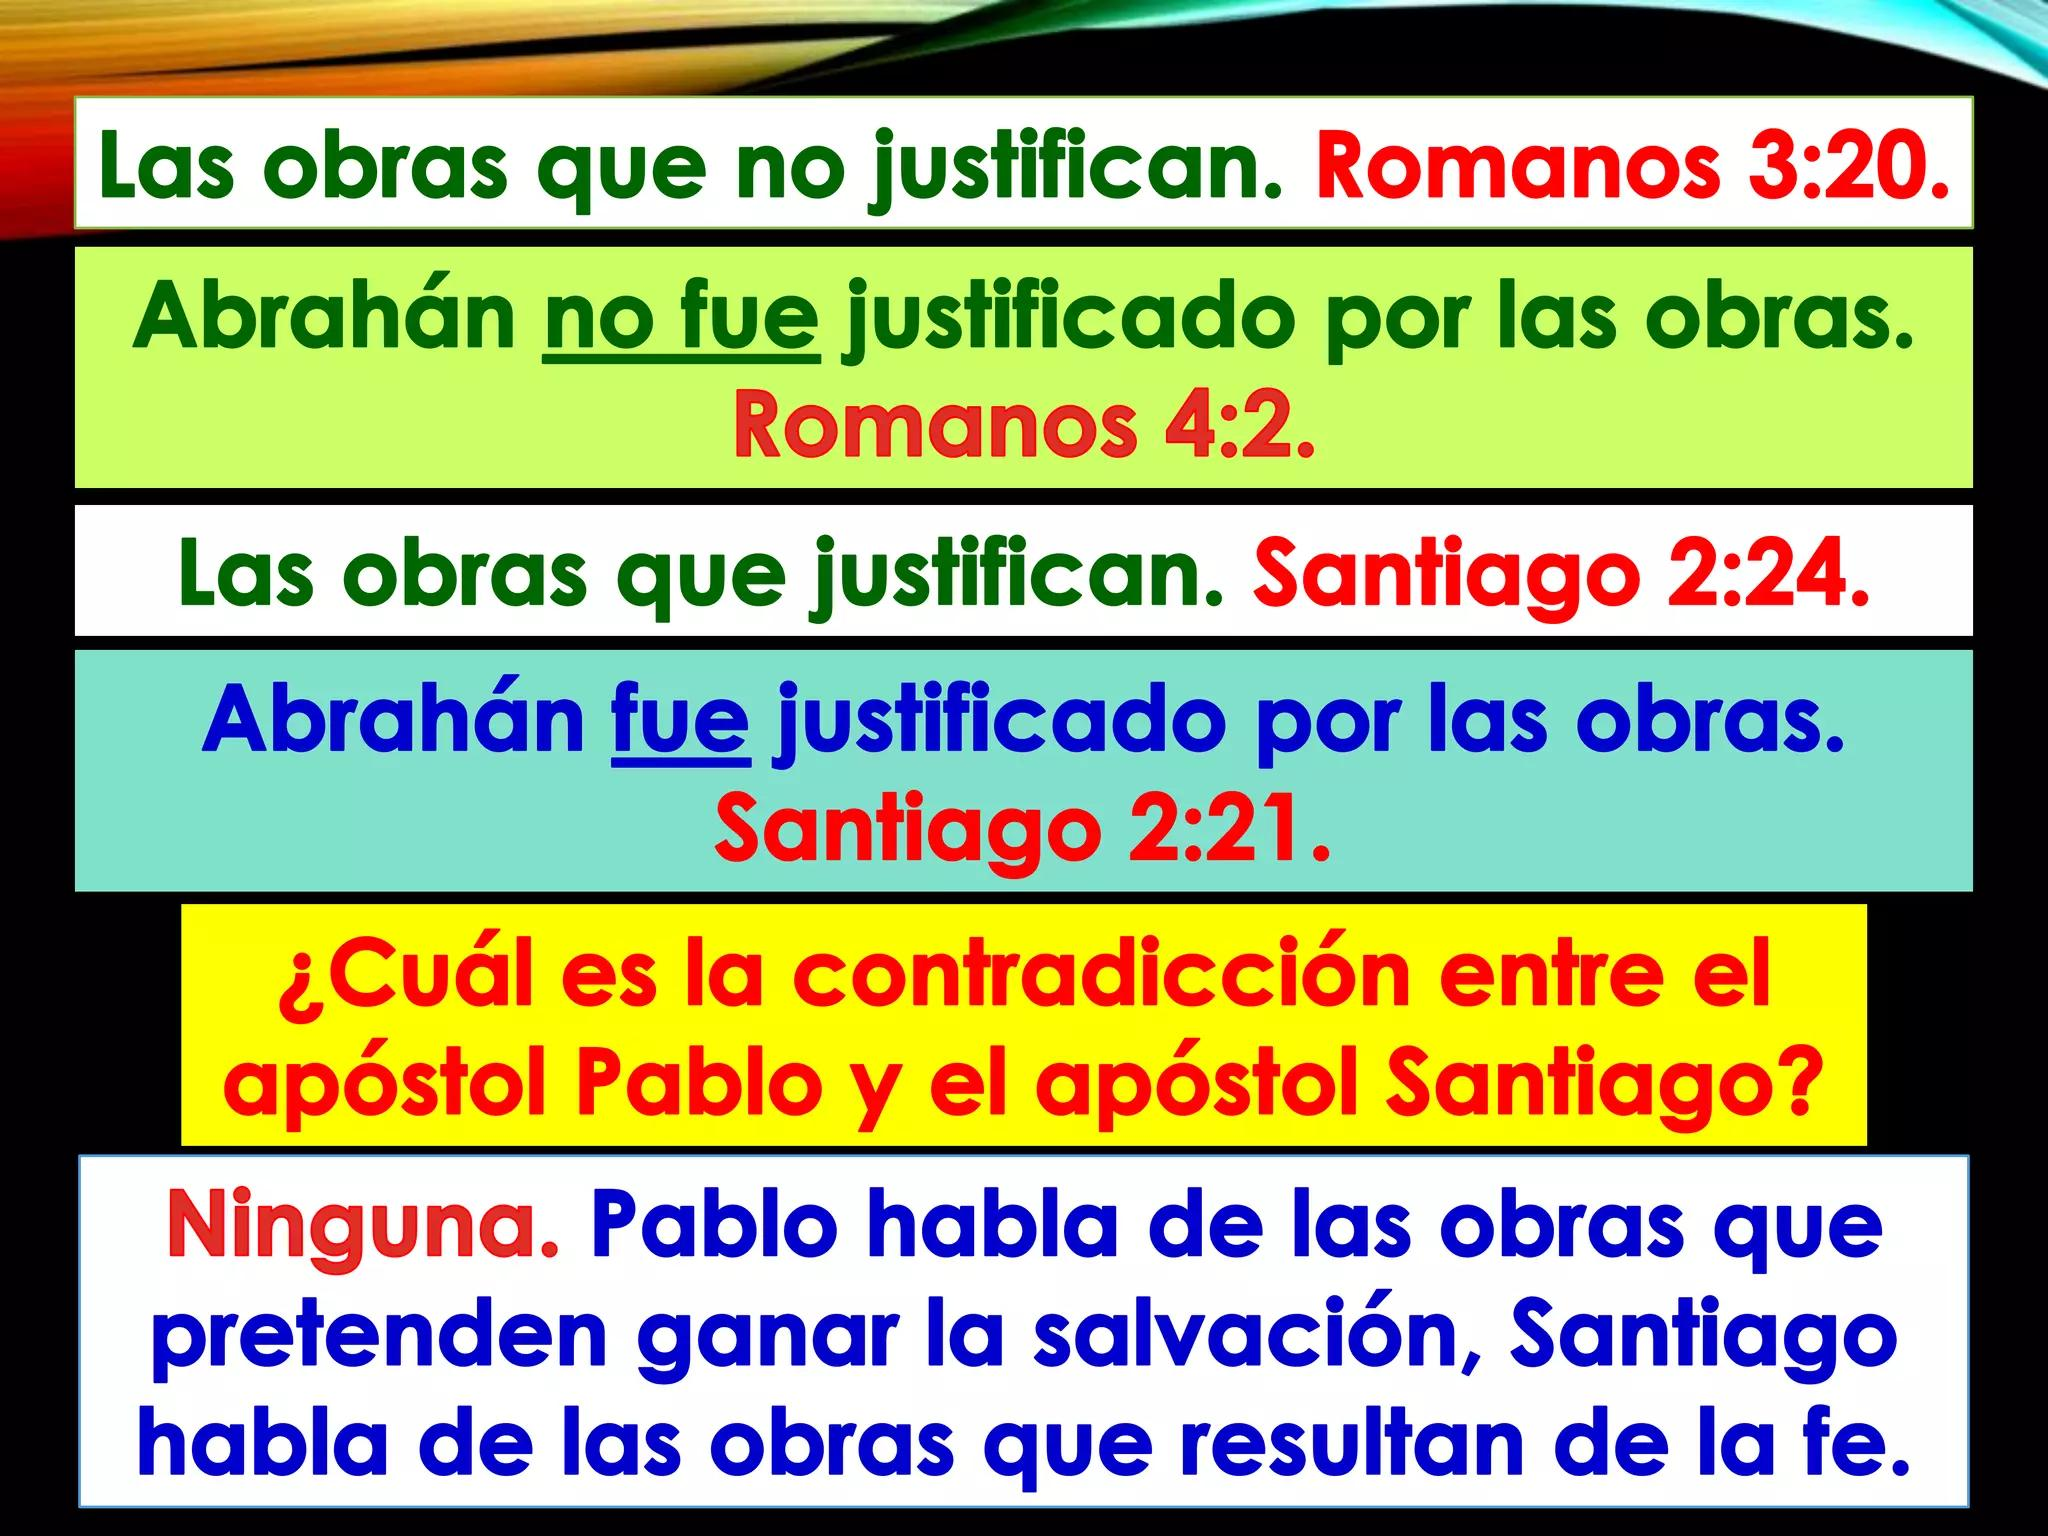 Las obras que no justifican. Romanos 3:20.
Abrahán no fue justificado por las obras.
Romanos 4:2.
Las obras que justifican. Santiago 2:24.
Abrahán fue justificado por las obras.
Santiago 2:21.
¿Cuál es la contradicción entre el
apóstol Pablo y el apóstol Santiago?
Ninguna. Pablo habla de las obras que
pretenden ganar la salvación, Santiago
habla de las obras que resultan de la fe.